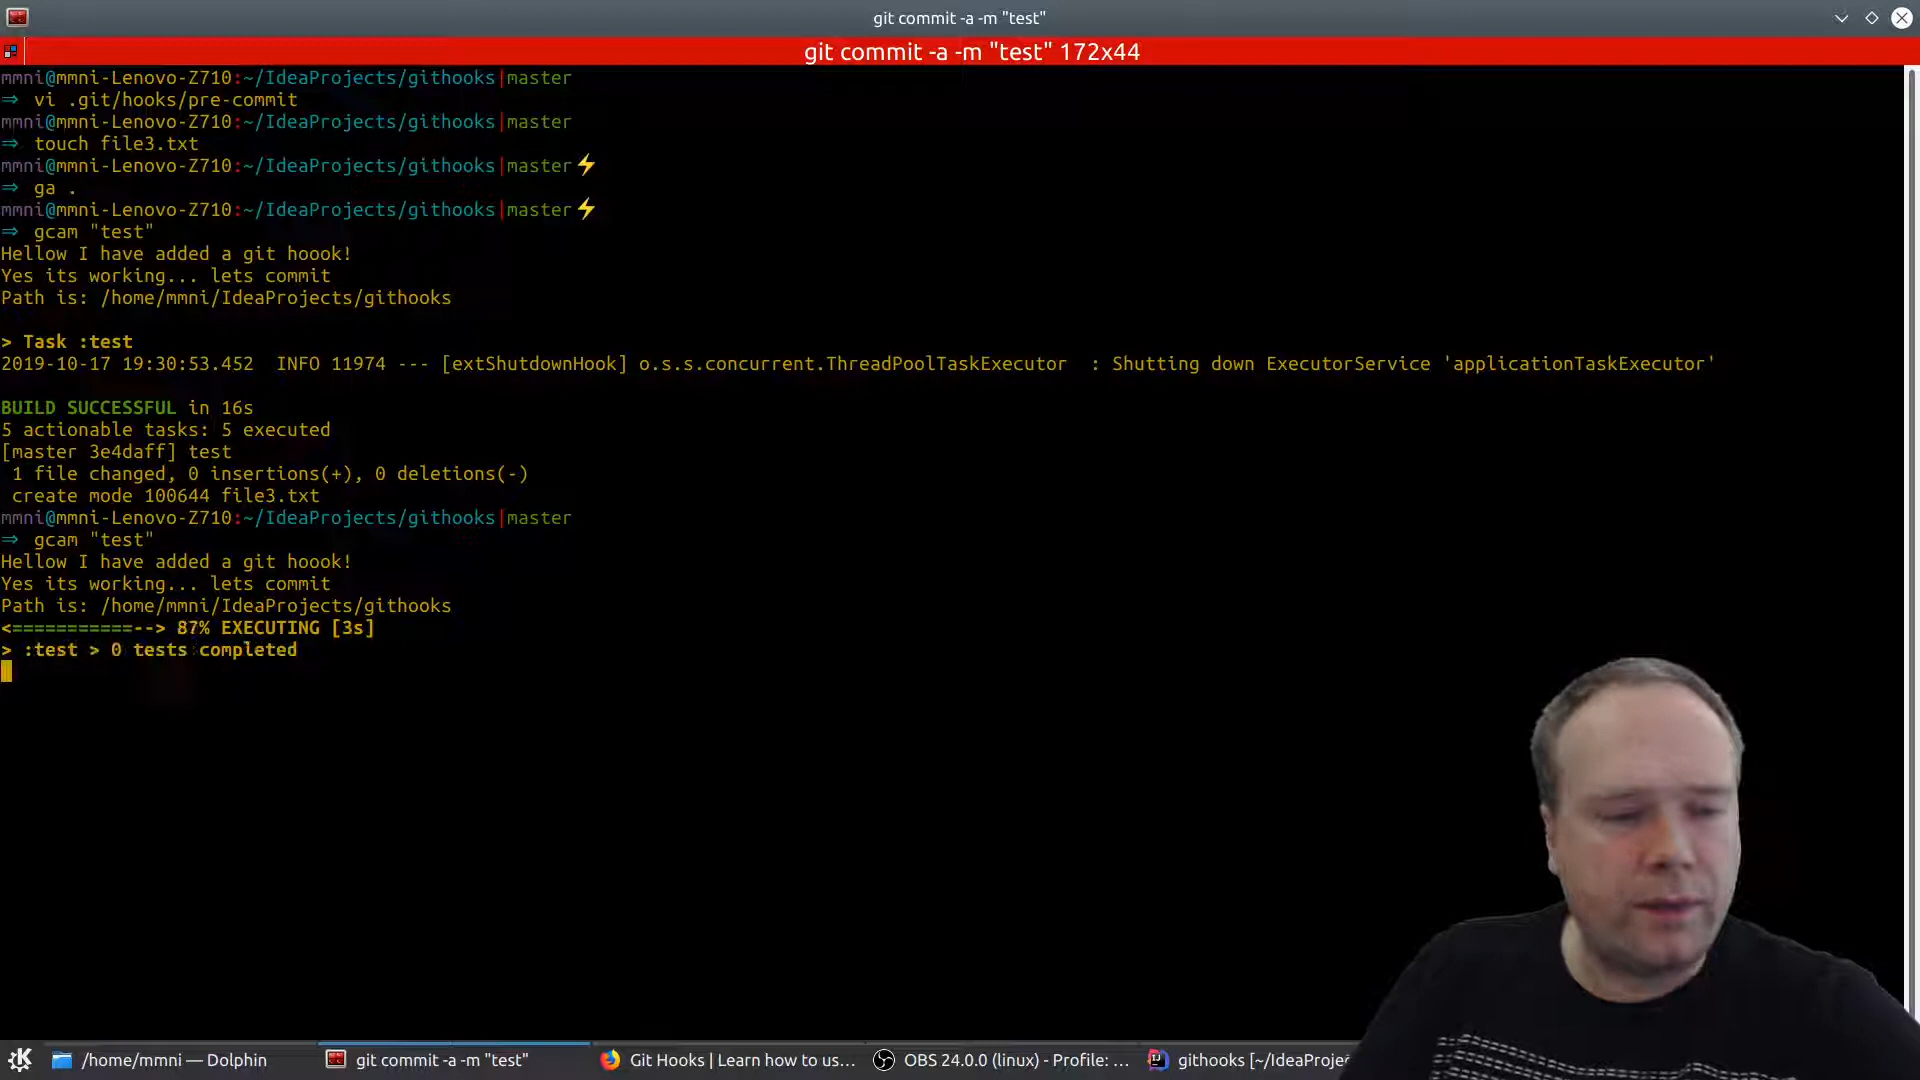 git commit -a -m "test"
git commit -a -m "test" 172x44
mmni@mmni-Lenovo-Z710:~/IdeaProjects/githooks|master
⇒ vi .git/hooks/pre-commit
mmni@mmni-Lenovo-Z710:~/IdeaProjects/githooks|master
⇒ touch file3.txt
mmni@mmni-Lenovo-Z710:~/IdeaProjects/githooks|master⚡
⇒ ga .
mmni@mmni-Lenovo-Z710:~/IdeaProjects/githooks|master⚡
⇒ gcam "test"
Hellow I have added a git hoook!
Yes its working... lets commit
Path is: /home/mmni/IdeaProjects/githooks
> Task :test
2019-10-17 19:30:53.452  INFO 11974 --- [extShutdownHook] o.s.s.concurrent.ThreadPoolTaskExecutor  : Shutting down ExecutorService 'applicationTaskExecutor'
BUILD SUCCESSFUL in 16s
5 actionable tasks: 5 executed
[master 3e4daff] test
1 file changed, 0 insertions(+), 0 deletions(-)
create mode 100644 file3.txt
mmni@mmni-Lenovo-Z710:~/IdeaProjects/githooks|master
⇒ gcam "test"
Hellow I have added a git hoook!
Yes its working... lets commit
Path is: /home/mmni/IdeaProjects/githooks
<===========--> 87% EXECUTING [3s]
> :test > 0 tests completed
/home/mmni — Dolphin
git commit -a -m "test"
Git Hooks | Learn how to us...
OBS 24.0.0 (linux) - Profile: ...
githooks [~/IdeaProje